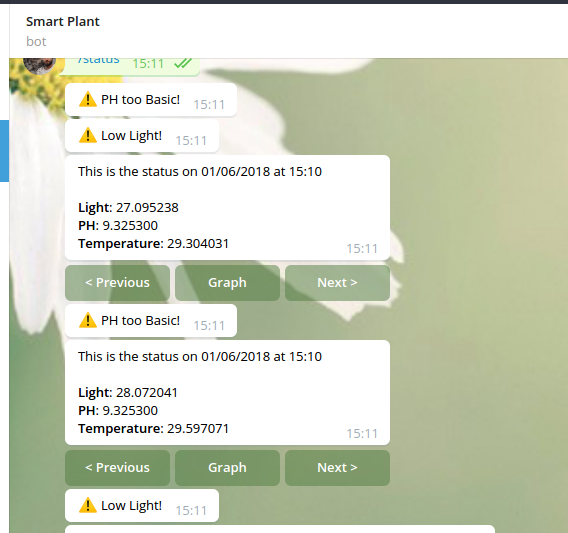 Smart Plant
bot
/status 15:11
⚠ PH too Basic! 15:11
⚠ Low Light! 15:11
This is the status on 01/06/2018 at 15:10
Light: 27.095238
PH: 9.325300
Temperature: 29.304031
15:11
< Previous Graph Next >
⚠ PH too Basic! 15:11
This is the status on 01/06/2018 at 15:10
Light: 28.072041
PH: 9.325300
Temperature: 29.597071
15:11
< Previous Graph Next >
⚠ Low Light! 15:11